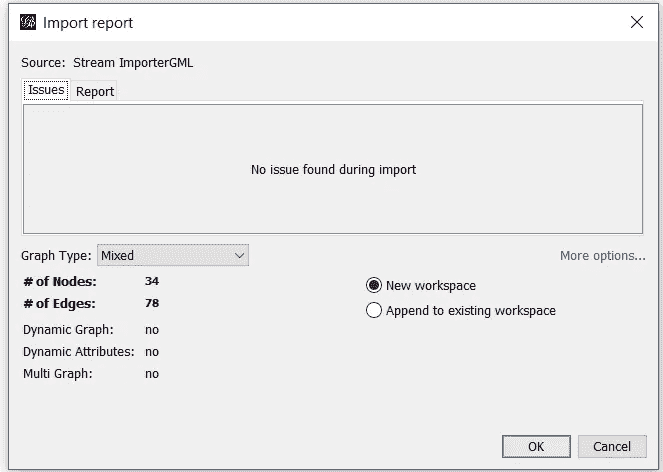 Import report
Source: Stream ImporterGML
Issues Report
No issue found during import
Graph Type: Mixed
More options...
# of Nodes: 34
# of Edges: 78
Dynamic Graph: no
Dynamic Attributes: no
Multi Graph: no
New workspace
Append to existing workspace
OK Cancel